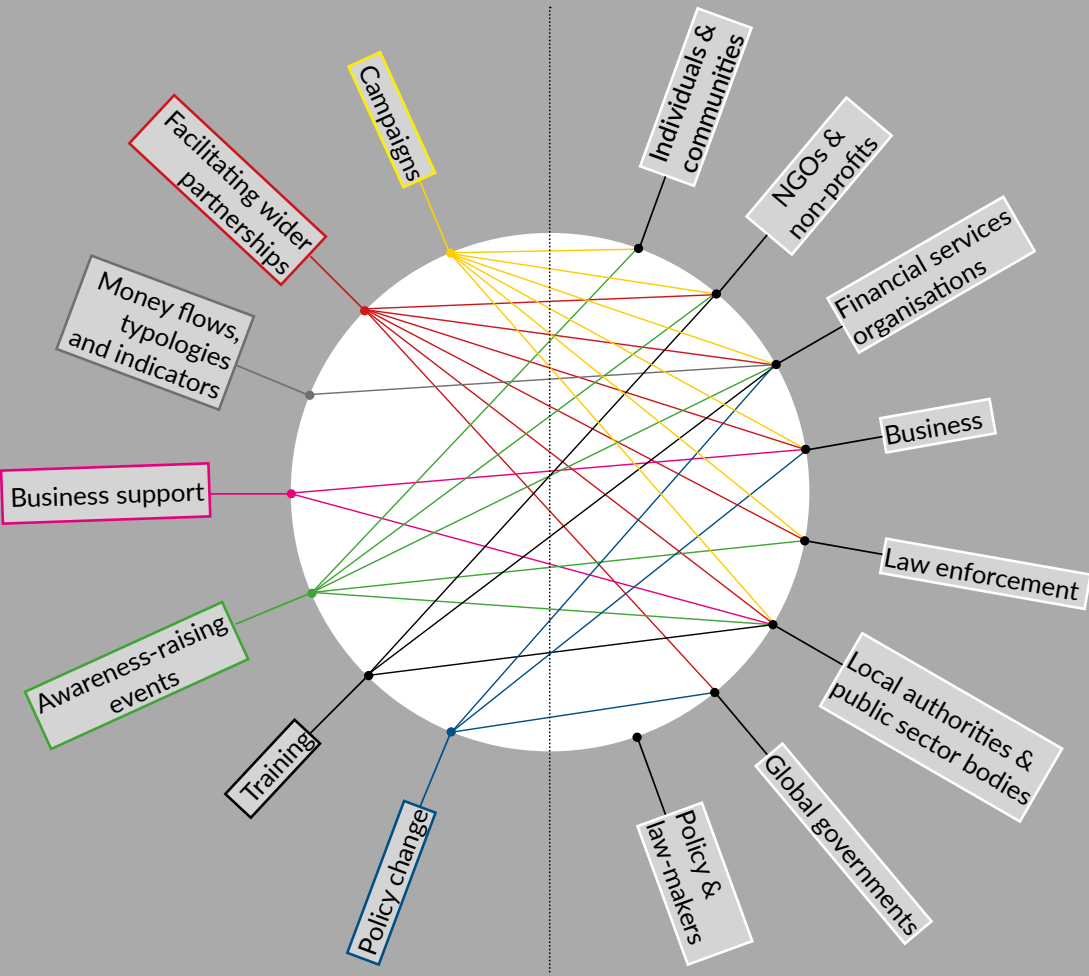 Campaigns
Facilitating wider
partnerships
Money flows,
typologies
and indicators
Business support
Awareness-raising
events
Training
Policy change
Individuals &
communities
NGOs &
non-profits
Financial services
organisations
Business
Law enforcement
Local authorities &
public sector bodies
Global governments
Policy &
law-makers